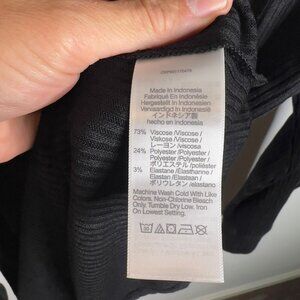 Made In Indonesia
Fabriqué En Indonésie
Hergestellt In Indonesien
Vervaardigd In Indonesië
インドネシア製
hecho en indonesia
73% Viscose /Viscose /
Viskose /Viscose /
レーヨン /viscosa
24% Polyester /Polyester /
Polyester /Polyester /
ポリエステル /poliéster
3% Elastane /Élasthanne /
Elastan /Elastaan /
ポリウレタン /elastano
Machine Wash Cold With Like
Colors. Non-Chlorine Bleach
Only. Tumble Dry Low. Iron
On Lowest Setting.